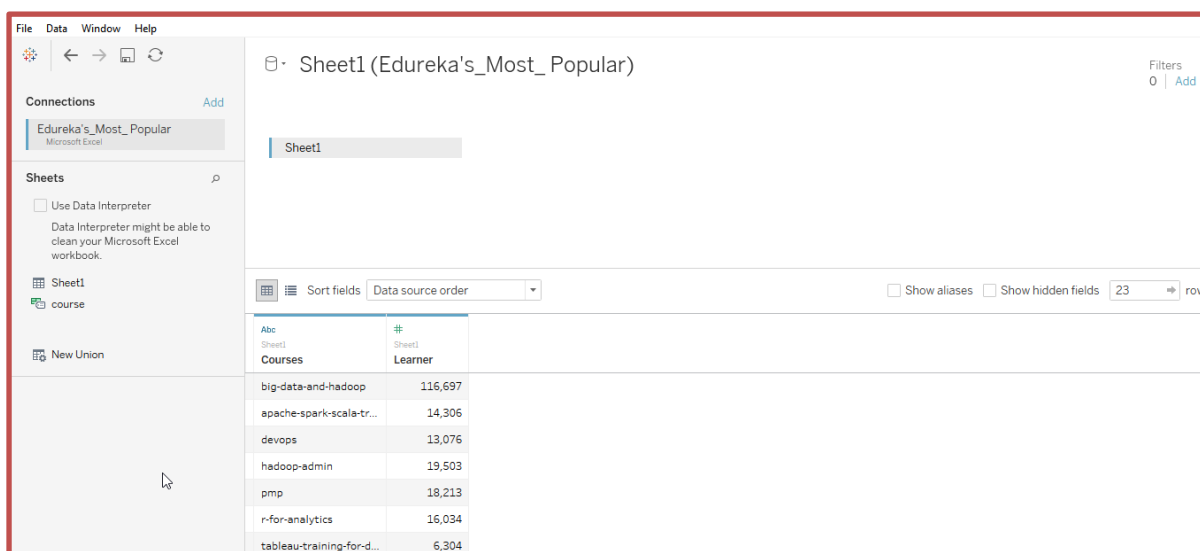 File Data Window Help
Connections Add
Edureka's_Most_ Popular
Microsoft Excel
Sheets
Use Data Interpreter
Data Interpreter might be able to
clean your Microsoft Excel
workbook.
Sheet1
course
New Union
Sheet1 (Edureka's_Most_ Popular)
Filters
0 Add
Sheet1
Sort fields Data source order Show aliases Show hidden fields 23
Abc #
Sheet1 Sheet1
Courses Learner
big-data-and-hadoop 116,697
apache-spark-scala-tr... 14,306
devops 13,076
hadoop-admin 19,503
pmp 18,213
r-for-analytics 16,034
tableau-training-for-d... 6,304